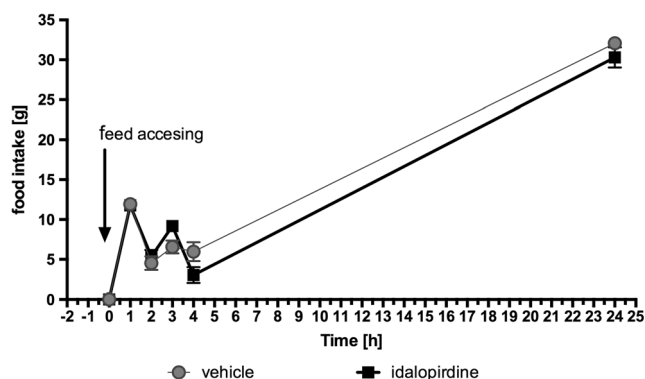 35
30
25
20
15
10
5
0
food intake [g]
feed accesing
-2 -1 0 1 2 3 4 5 6 7 8 9 10 11 12 13 14 15 16 17 18 19 20 21 22 23 24 25
Time [h]
vehicle idalopirdine